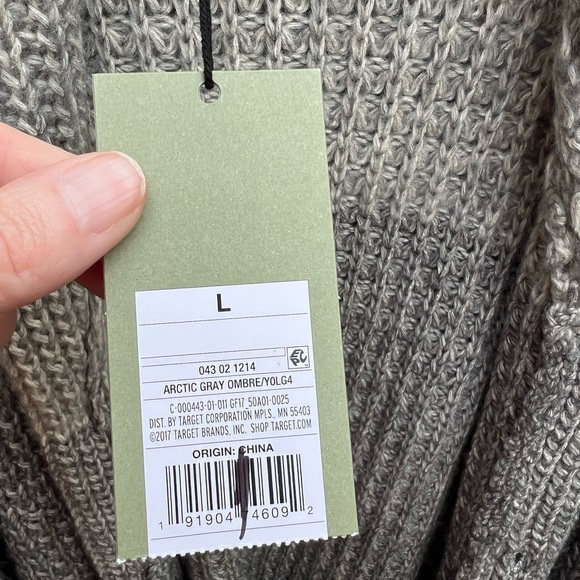 L
043 02 1214
ARCTIC GRAY OMBRE/YOLG4
C-000443-01-011 GF17_50A01-0025
DIST. BY TARGET CORPORATION MPLS., MN 55403
©2017 TARGET BRANDS, INC. SHOP TARGET.COM
ORIGIN: CHINA
1 91904 74609 2